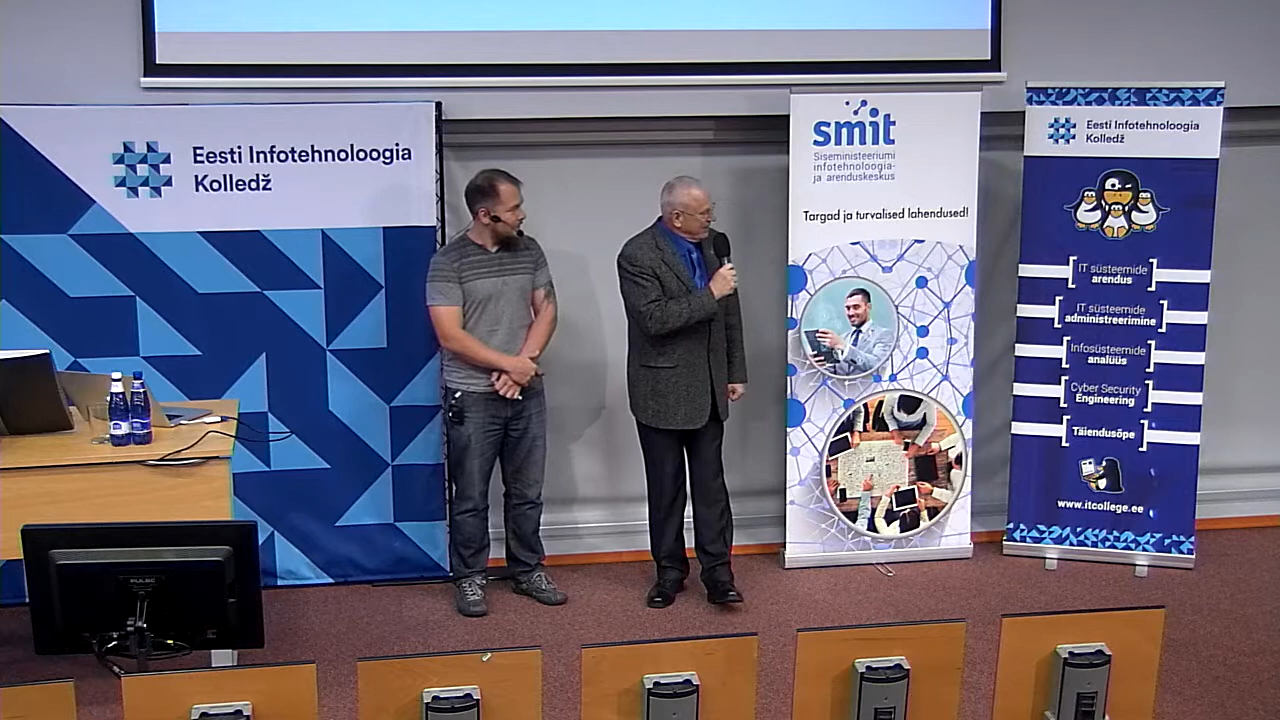 Eesti Infotehnoloogia
Kolledž
smit
Siseministeeriumi
infotehnoloogia-
ja arenduskeskus
Targad ja turvalised lahendused!
Eesti Infotehnoloogia
Kolledž
IT süsteemide
arendus
IT süsteemide
administreerimine
Infosüsteemide
analüüs
Cyber Security
Engineering
Täiendusõpe
www.itcollege.ee